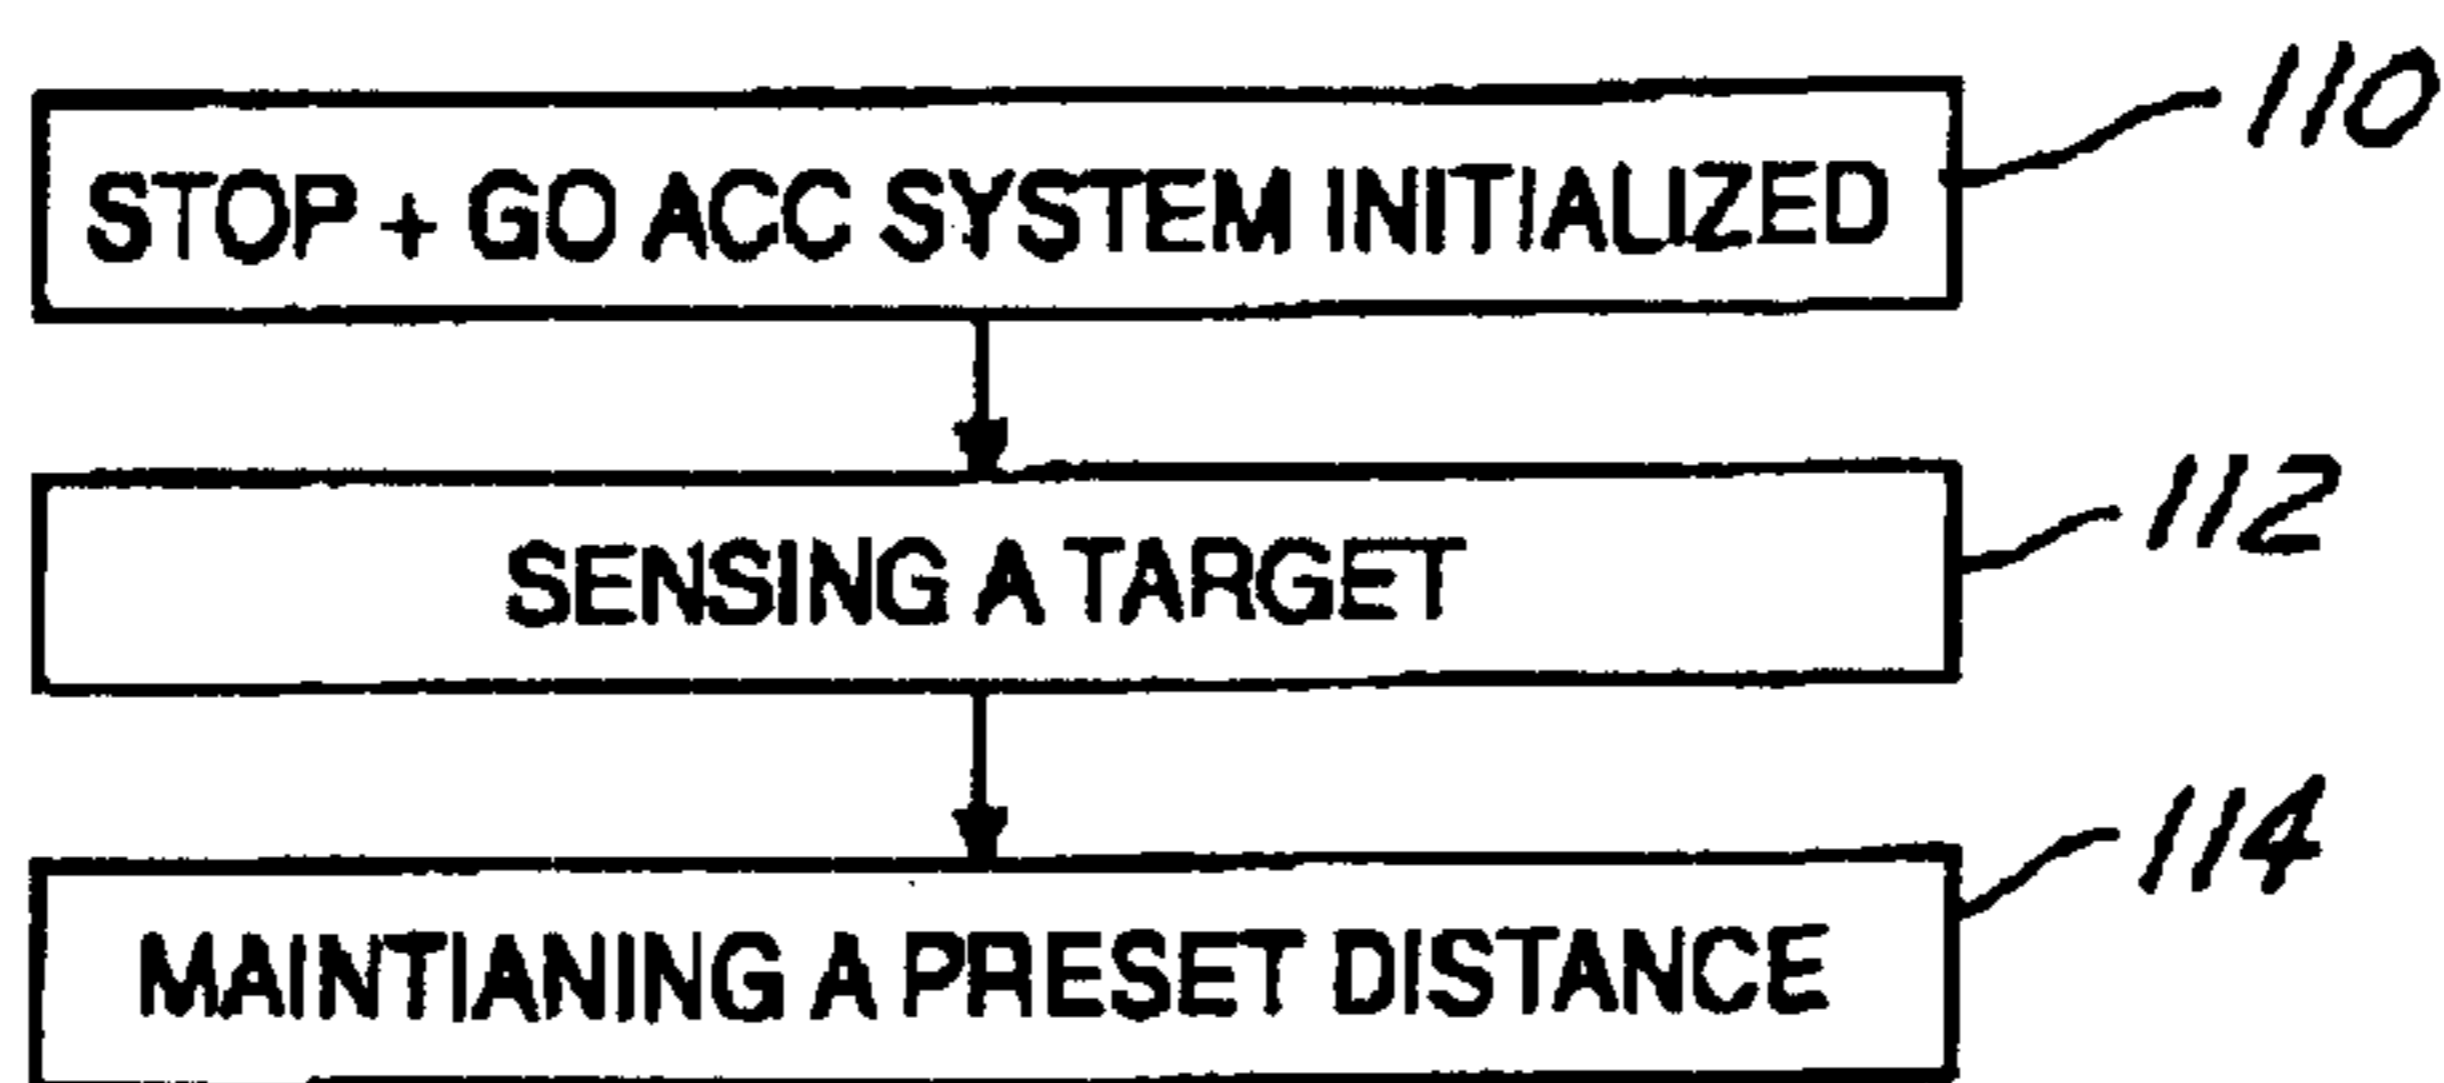 STOP + GO ACC SYSTEM INITIALIZED 110
SENSING A TARGET 112
MAINTIANING A PRESET DISTANCE 114